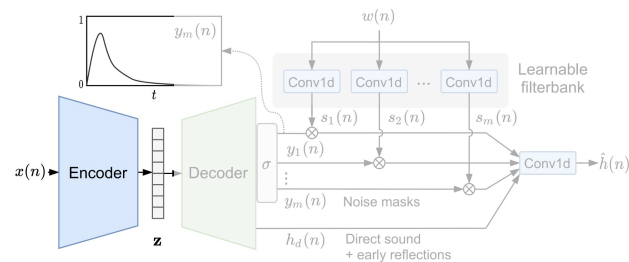 1
y_m(n)
0
t
w(n)
Conv1d Conv1d ... Conv1d
Learnable
filterbank
s_1(n) s_2(n) s_m(n)
x(n)
Encoder
z
Decoder
σ
y_1(n)
⋮
y_m(n)
Noise masks
h_d(n)
Direct sound
+ early reflections
Conv1d
ĥ(n)